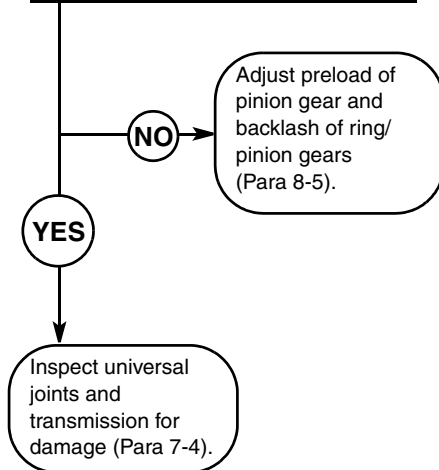 Adjust preload of
pinion gear and
backlash of ring/
pinion gears
(Para 8-5).
NO
YES
Inspect universal
joints and
transmission for
damage (Para 7-4).